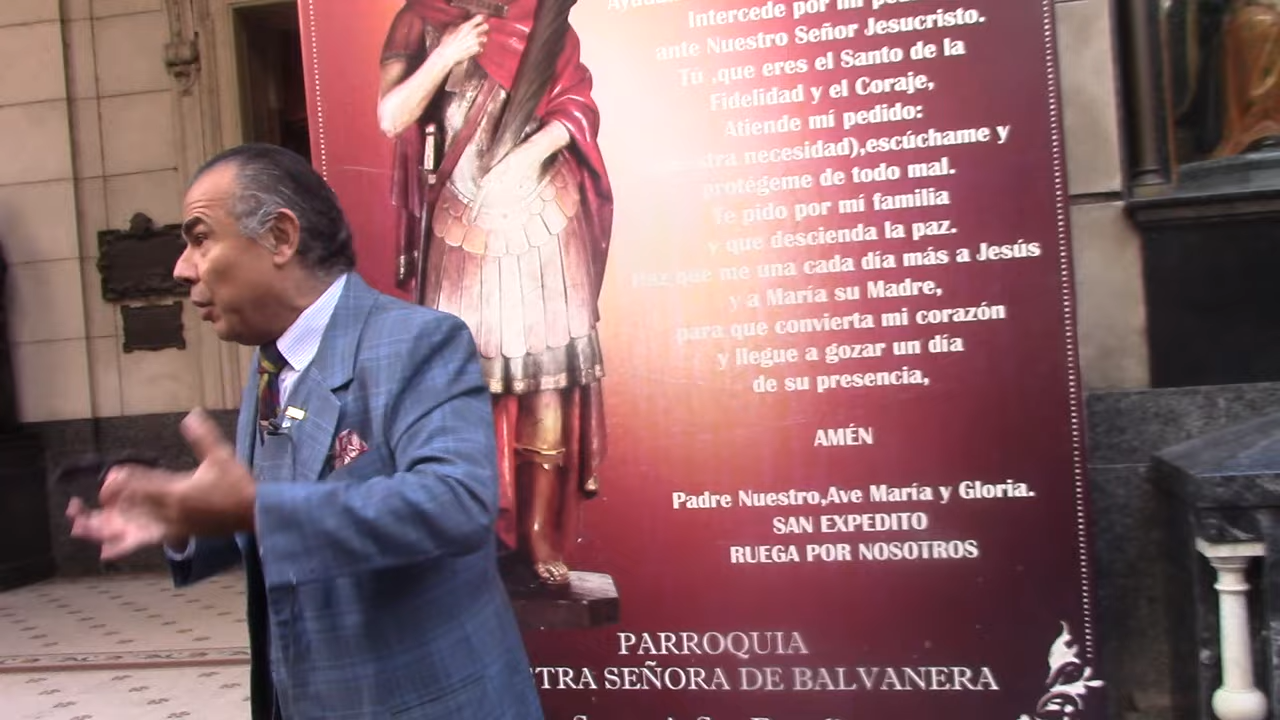 Intercede por mi
ante Nuestro Señor Jesucristo.
Tú ,que eres el Santo de la
Fidelidad y el Coraje,
Atiende mí pedido:
necesidad),escúchame y
protégeme de todo mal.
Te pido por mí familia
y que descienda la paz.
Haz que me una cada día más a Jesús
y a María su Madre,
para que convierta mi corazón
y llegue a gozar un día
de su presencia,
AMÉN
Padre Nuestro,Ave María y Gloria.
SAN EXPEDITO
RUEGA POR NOSOTROS
PARROQUIA
TRA SEÑORA DE BALVANERA